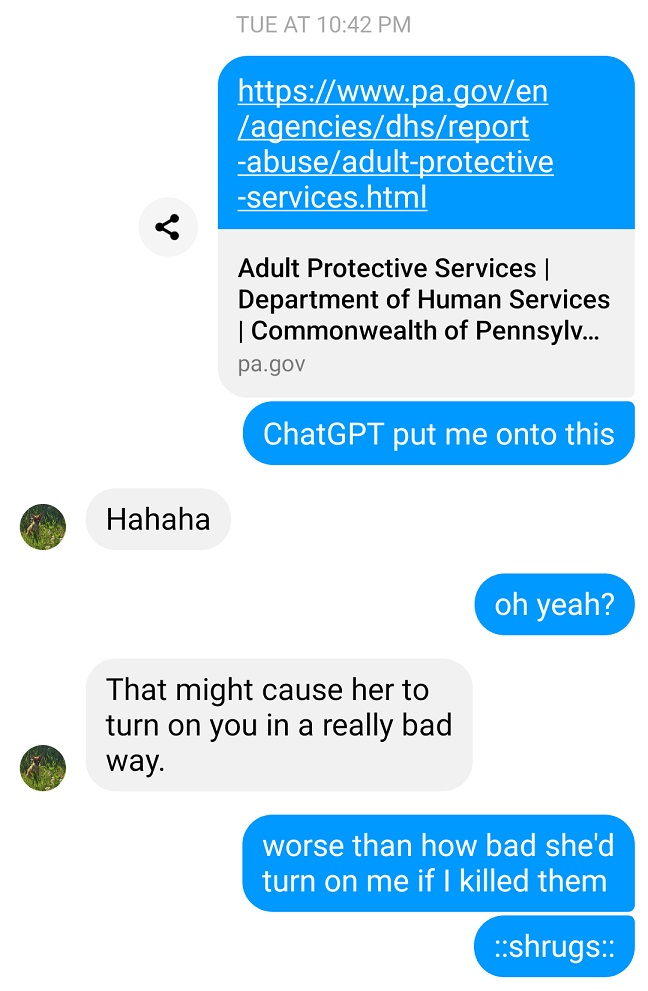 TUE AT 10:42 PM
https://www.pa.gov/en
/agencies/dhs/report
-abuse/adult-protective
-services.html
Adult Protective Services |
Department of Human Services
| Commonwealth of Pennsylv...
pa.gov
ChatGPT put me onto this
Hahaha
oh yeah?
That might cause her to
turn on you in a really bad
way.
worse than how bad she'd
turn on me if I killed them
::shrugs::